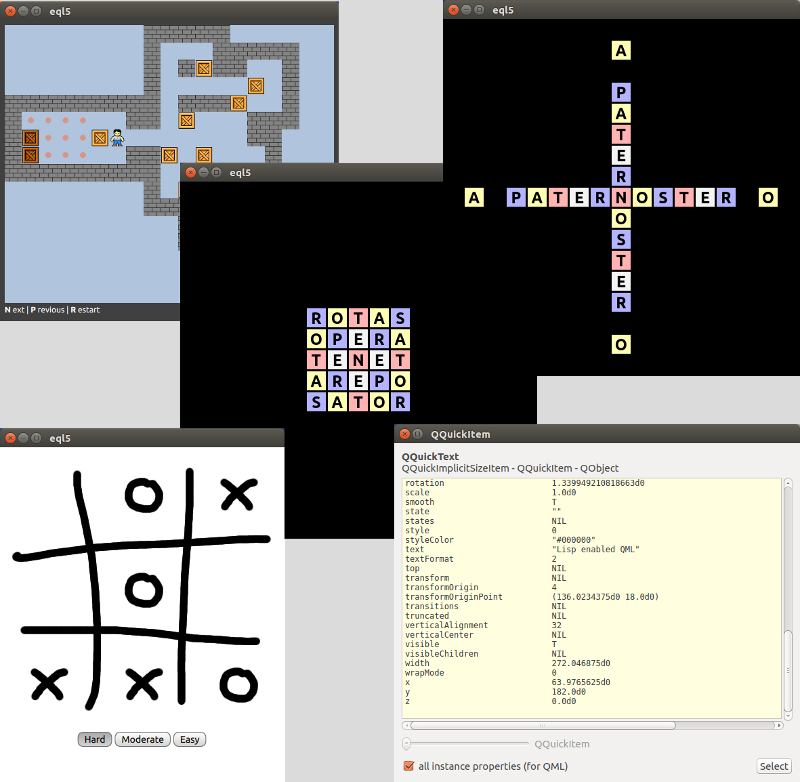 eql5
N ext | P revious | R estart
eql5
A
P
A
T
E
R
A PATERNOSTER O
O
S
T
E
R
O
eql5
ROTAS
OPERA
TENET
AREPO
SATOR
eql5
O X
O
X X O
Hard Moderate Easy
QQuickItem
QQuickText
QQuickImplicitSizeItem - QQuickItem - QObject
rotation 1.339949210818663d0
scale 1.0d0
smooth T
state ""
states NIL
style 0
styleColor "#000000"
text "Lisp enabled QML"
textFormat 2
top NIL
transform NIL
transformOrigin 4
transformOriginPoint (136.0234375d0 18.0d0)
transitions NIL
truncated NIL
verticalAlignment 32
verticalCenter NIL
visible T
visibleChildren NIL
width 272.046875d0
wrapMode 0
x 63.9765625d0
y 182.0d0
z 0.0d0
QQuickItem
all instance properties (for QML)
Select